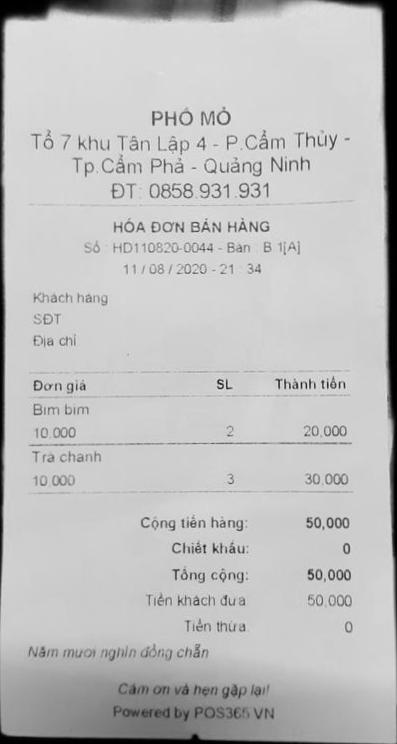 PHỐ MỎ
Tổ 7 khu Tân Lập 4 - P.Cẩm Thủy -
Tp.Cẩm Phả - Quảng Ninh
ĐT: 0858.931.931
HÓA ĐƠN BÁN HÀNG
Số : HD110820-0044 - Bàn : B 1[A]
11 / 08 / 2020 - 21 : 34
Khách hàng
SĐT
Địa chỉ
Đơn giá SL Thành tiền
Bim bim
10.000 2 20,000
Trà chanh
10.000 3 30,000
Cộng tiền hàng: 50,000
Chiết khấu: 0
Tổng cộng: 50,000
Tiền khách đưa 50,000
Tiền thừa 0
Năm mươi nghìn đồng chẵn
Cảm ơn và hẹn gặp lại!
Powered by POS365.VN